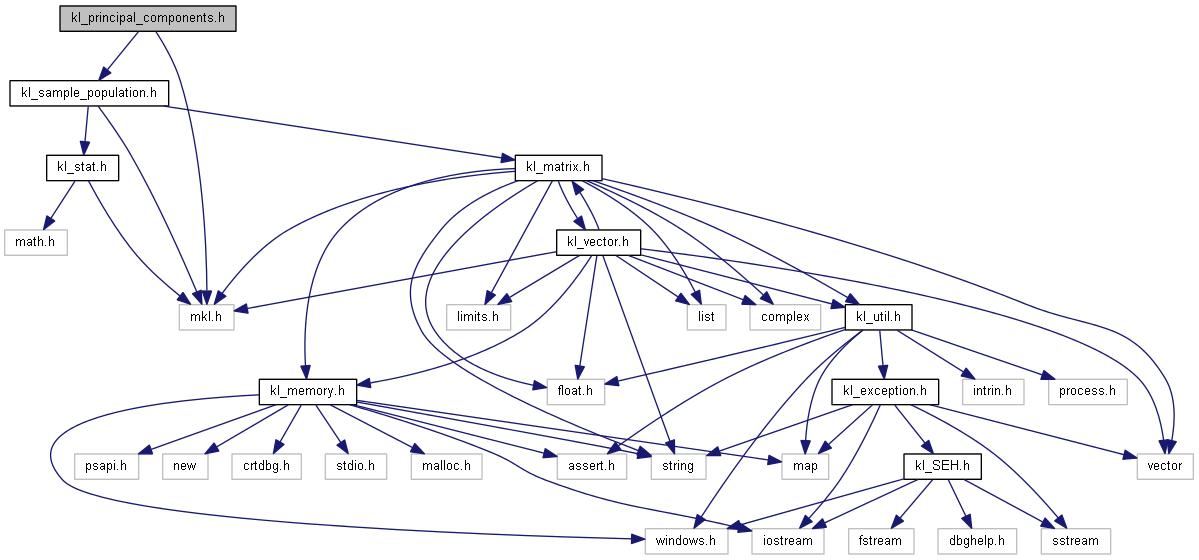 kl_principal_components.h
kl_sample_population.h
kl_stat.h
kl_matrix.h
math.h
kl_vector.h
mkl.h
limits.h
list
complex
kl_util.h
kl_memory.h
float.h
kl_exception.h
intrin.h
process.h
psapi.h
new
crtdbg.h
stdio.h
malloc.h
assert.h
string
map
kl_SEH.h
vector
windows.h
iostream
fstream
dbghelp.h
sstream